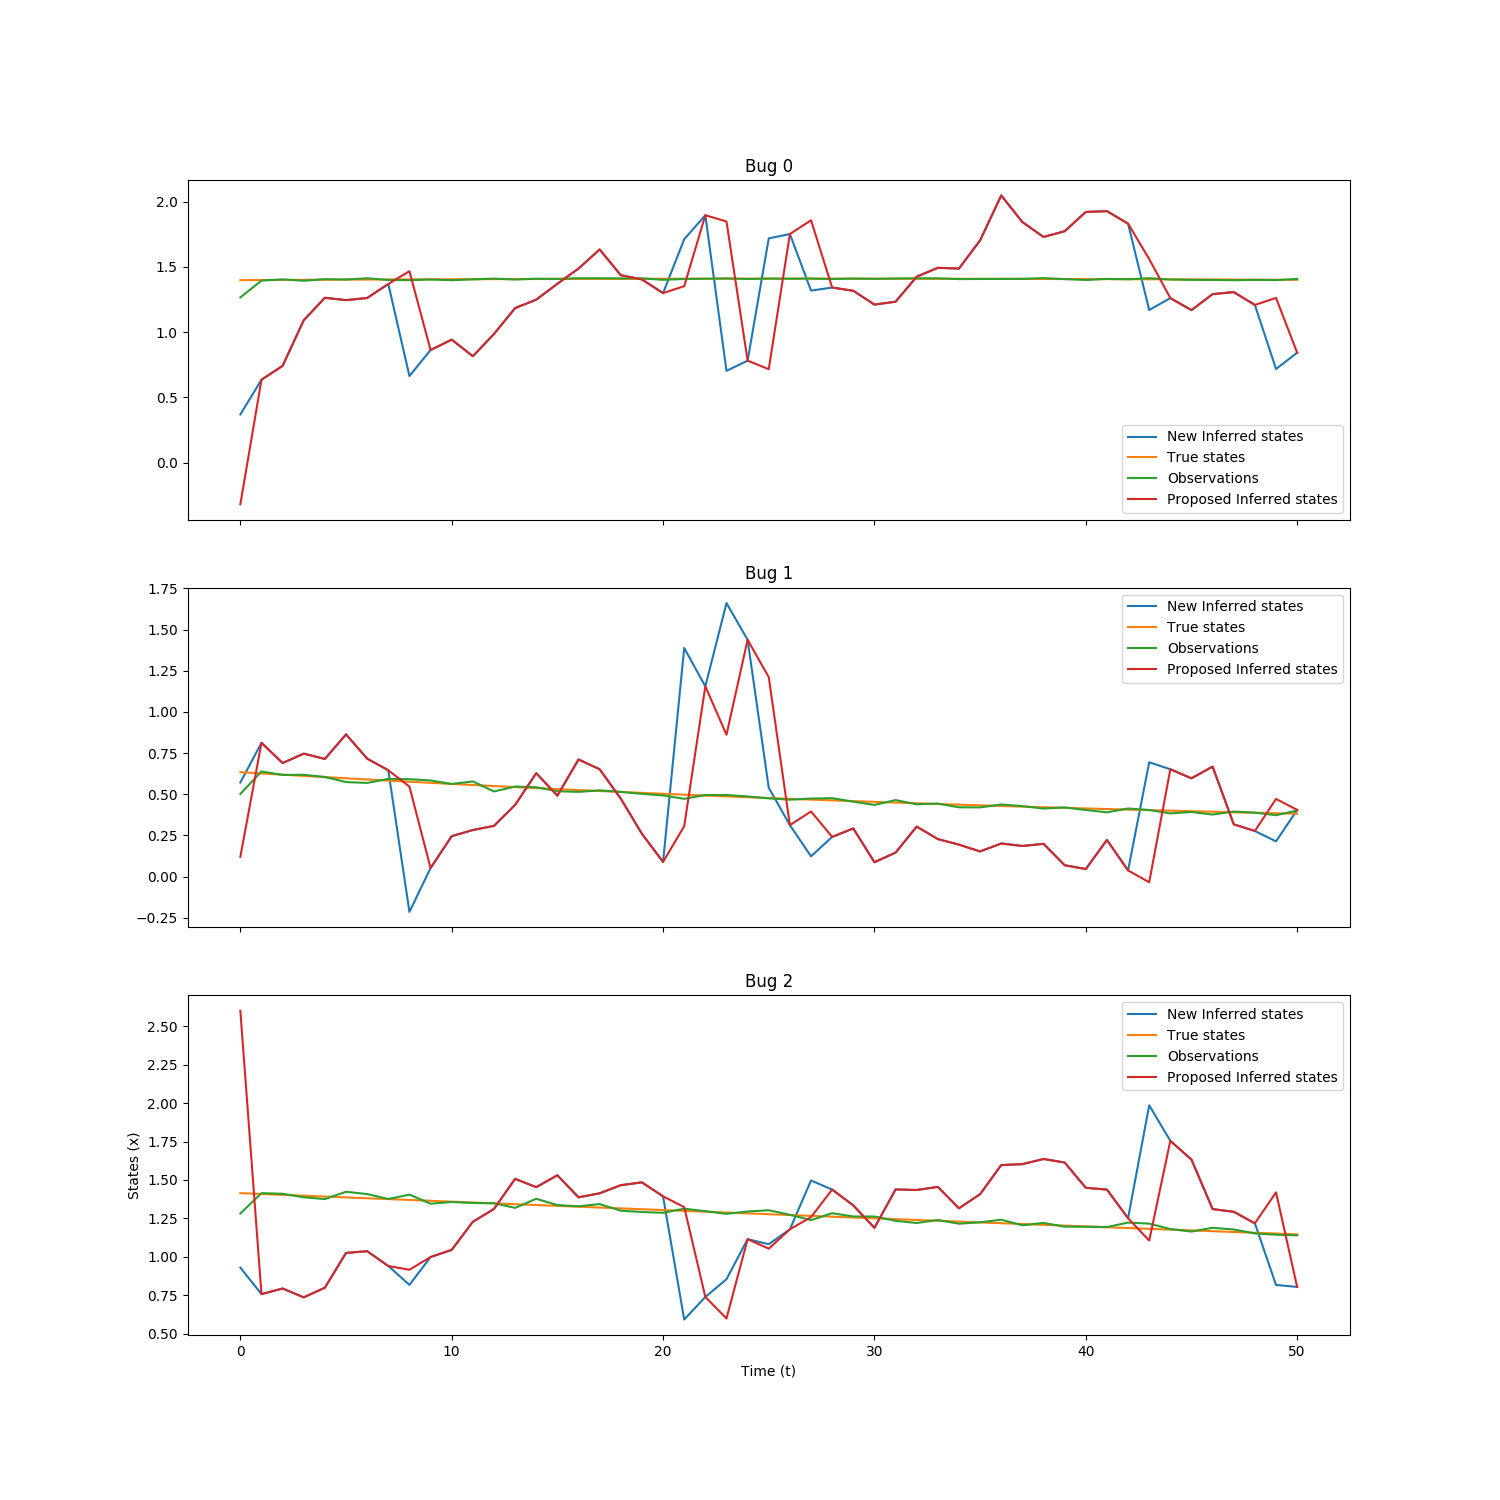 Bug 0
2.0
1.5
1.0
0.5
0.0
New Inferred states
True states
Observations
Proposed Inferred states
Bug 1
1.75
1.50
1.25
1.00
0.75
0.50
0.25
0.00
−0.25
New Inferred states
True states
Observations
Proposed Inferred states
Bug 2
States (x)
2.50
2.25
2.00
1.75
1.50
1.25
1.00
0.75
0.50
New Inferred states
True states
Observations
Proposed Inferred states
0 10 20 30 40 50
Time (t)